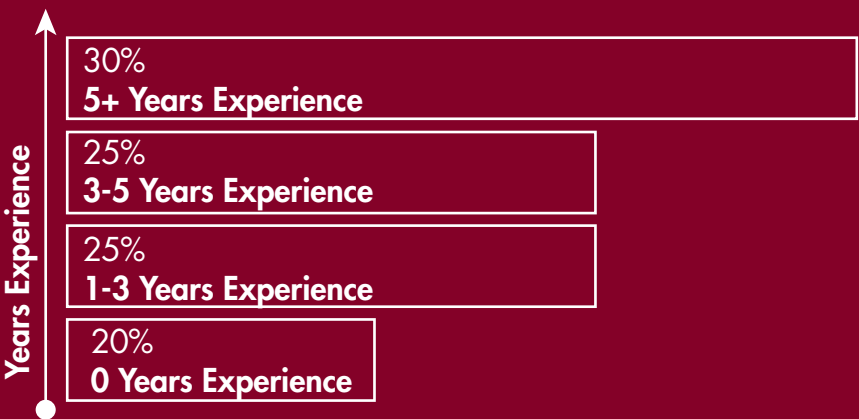 30%
5+ Years Experience
25%
3-5 Years Experience
25%
1-3 Years Experience
20%
0 Years Experience
Years Experience